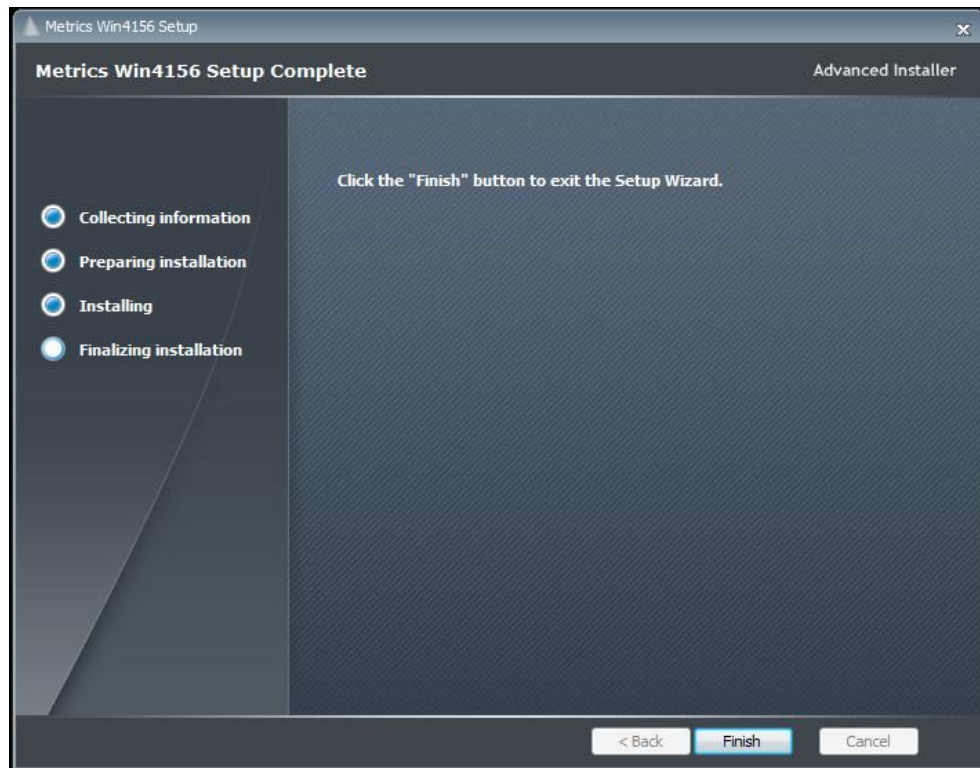 Metrics Win4156 Setup
Metrics Win4156 Setup Complete
Advanced Installer
Click the "Finish" button to exit the Setup Wizard.
Collecting information
Preparing installation
Installing
Finalizing installation
< Back
Finish
Cancel